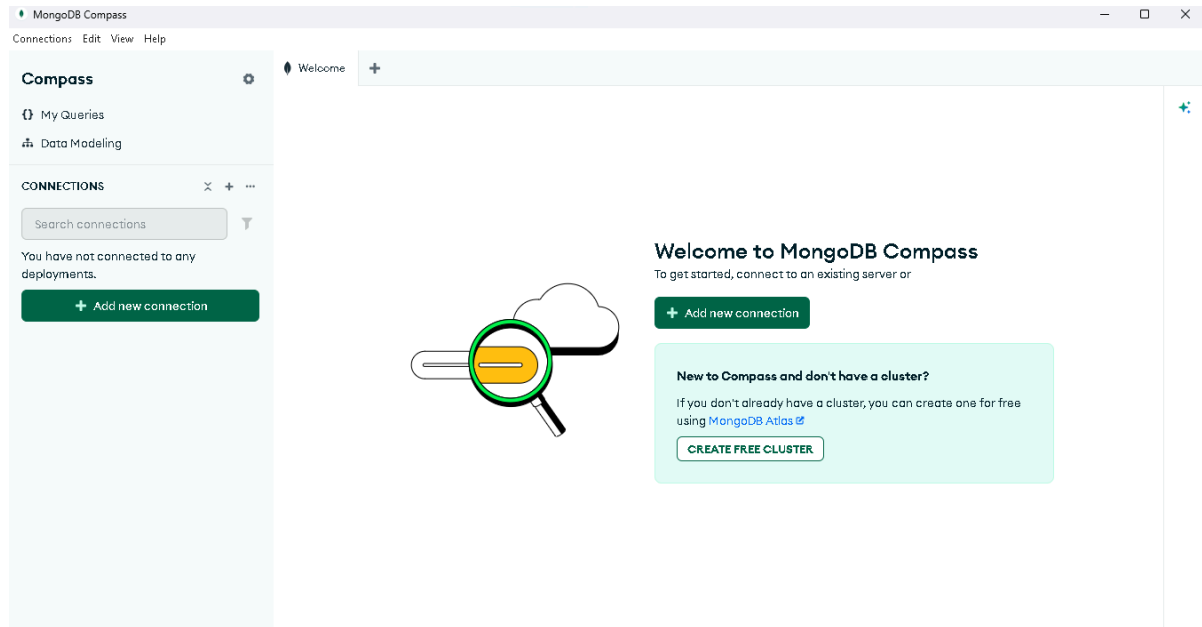 MongoDB Compass
Connections Edit View Help
Compass
My Queries
Data Modeling
CONNECTIONS
Search connections
You have not connected to any
deployments.
Add new connection
Welcome
Welcome to MongoDB Compass
To get started, connect to an existing server or
Add new connection
New to Compass and don't have a cluster?
If you don't already have a cluster, you can create one for free
using MongoDB Atlas
CREATE FREE CLUSTER